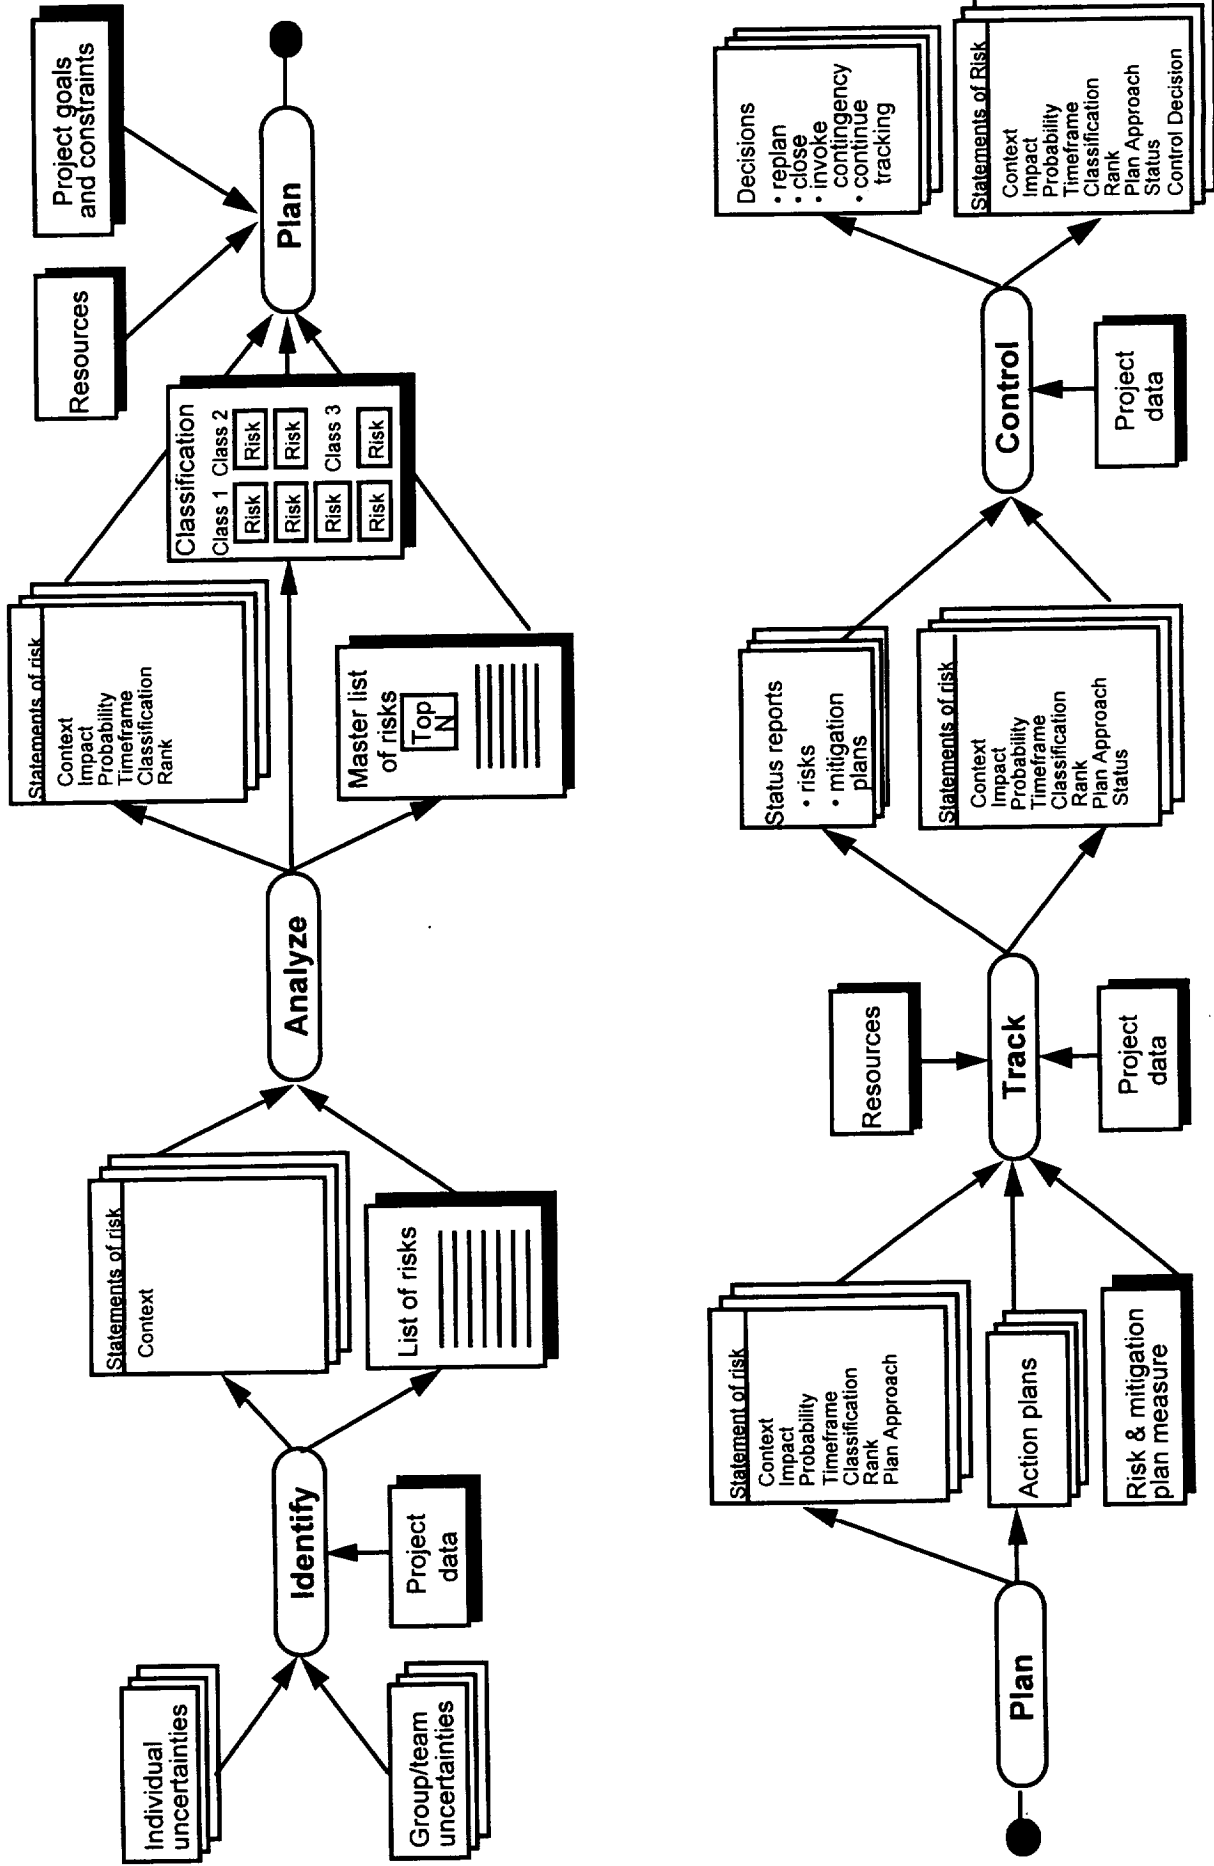 Individual
uncertainties
Group/team
uncertainties
Identify
Project
data
Statements of risk
Context
List of risks
Analyze
Statements of risk
Context
Impact
Probability
Timeframe
Classification
Rank
Master list
of risks
Top
N
Classification
Class 1 Class 2
Risk Risk
Risk Risk
Risk Class 3
Risk Risk
Resources
Project goals
and constraints
Plan
Plan
Statement of risk
Context
Impact
Probability
Timeframe
Classification
Rank
Plan Approach
Action plans
Risk & mitigation
plan measure
Resources
Track
Project
data
Status reports
• risks
• mitigation
plans
Statements of risk
Context
Impact
Probability
Timeframe
Classification
Rank
Plan Approach
Status
Control
Project
data
Decisions
• replan
• close
• invoke
contingency
• continue
tracking
Statements of Risk
Context
Impact
Probability
Timeframe
Classification
Rank
Plan Approach
Status
Control Decision